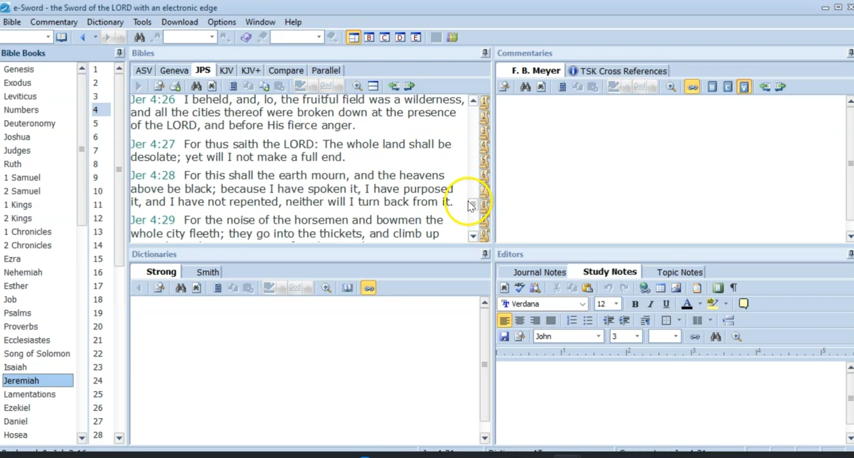 e-Sword - the Sword of the LORD with an electronic edge
Bible Commentary Dictionary Tools Download Options Window Help
B C D E
Bible Books
Genesis 1
Exodus 2
Leviticus 3
Numbers 4
Deuteronomy 5
Joshua 6
Judges 7
Ruth 8
1 Samuel 9
2 Samuel 10
1 Kings 11
2 Kings 12
1 Chronicles 13
2 Chronicles 14
Ezra 15
Nehemiah 16
Esther 17
Job 18
Psalms 19
Proverbs 20
Ecclesiastes 21
Song of Solomon 22
Isaiah 23
Jeremiah 24
Lamentations 25
Ezekiel 26
Daniel 27
Hosea 28
Bibles
ASV Geneva JPS KJV KJV+ Compare Parallel
Jer 4:26 I beheld, and, lo, the fruitful field was a wilderness,
and all the cities thereof were broken down at the presence
of the LORD, and before His fierce anger.
Jer 4:27 For thus saith the LORD: The whole land shall be
desolate; yet will I not make a full end.
Jer 4:28 For this shall the earth mourn, and the heavens
above be black; because I have spoken it, I have purposed
it, and I have not repented, neither will I turn back from it.
Jer 4:29 For the noise of the horsemen and bowmen the
whole city fleeth; they go into the thickets, and climb up
Commentaries
F. B. Meyer TSK Cross References
Dictionaries
Strong Smith
Editors
Journal Notes Study Notes Topic Notes
Verdana 12 B I U A
John 3
1 2 3 4 5